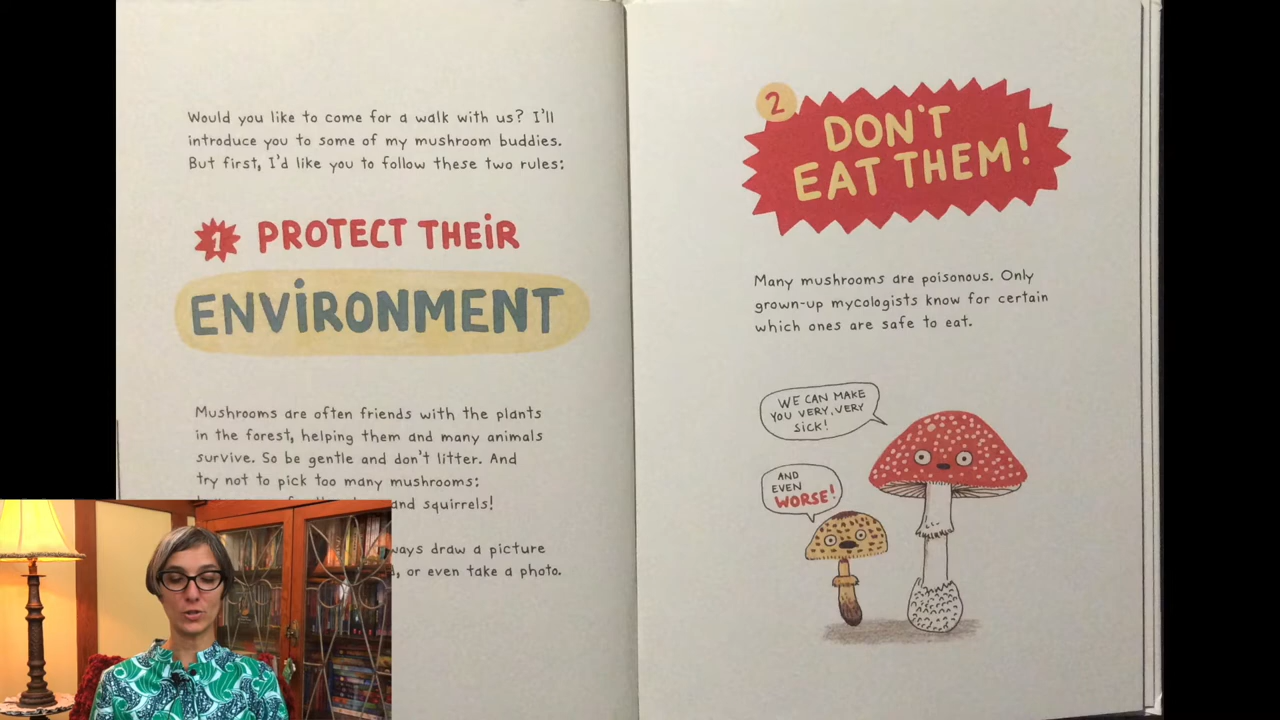 Would you like to come for a walk with us? I'll
introduce you to some of my mushroom buddies.
But first, I'd like you to follow these two rules:
1 PROTECT THEIR
ENVIRONMENT
Mushrooms are often friends with the plants
in the forest, helping them and many animals
survive. So be gentle and don't litter. And
try not to pick too many mushrooms:
and squirrels!
draw a picture
or even take a photo.
2
DON'T
EAT THEM!
Many mushrooms are poisonous. Only
grown-up mycologists know for certain
which ones are safe to eat.
WE CAN MAKE
YOU VERY, VERY
SICK!
AND
EVEN
WORSE!